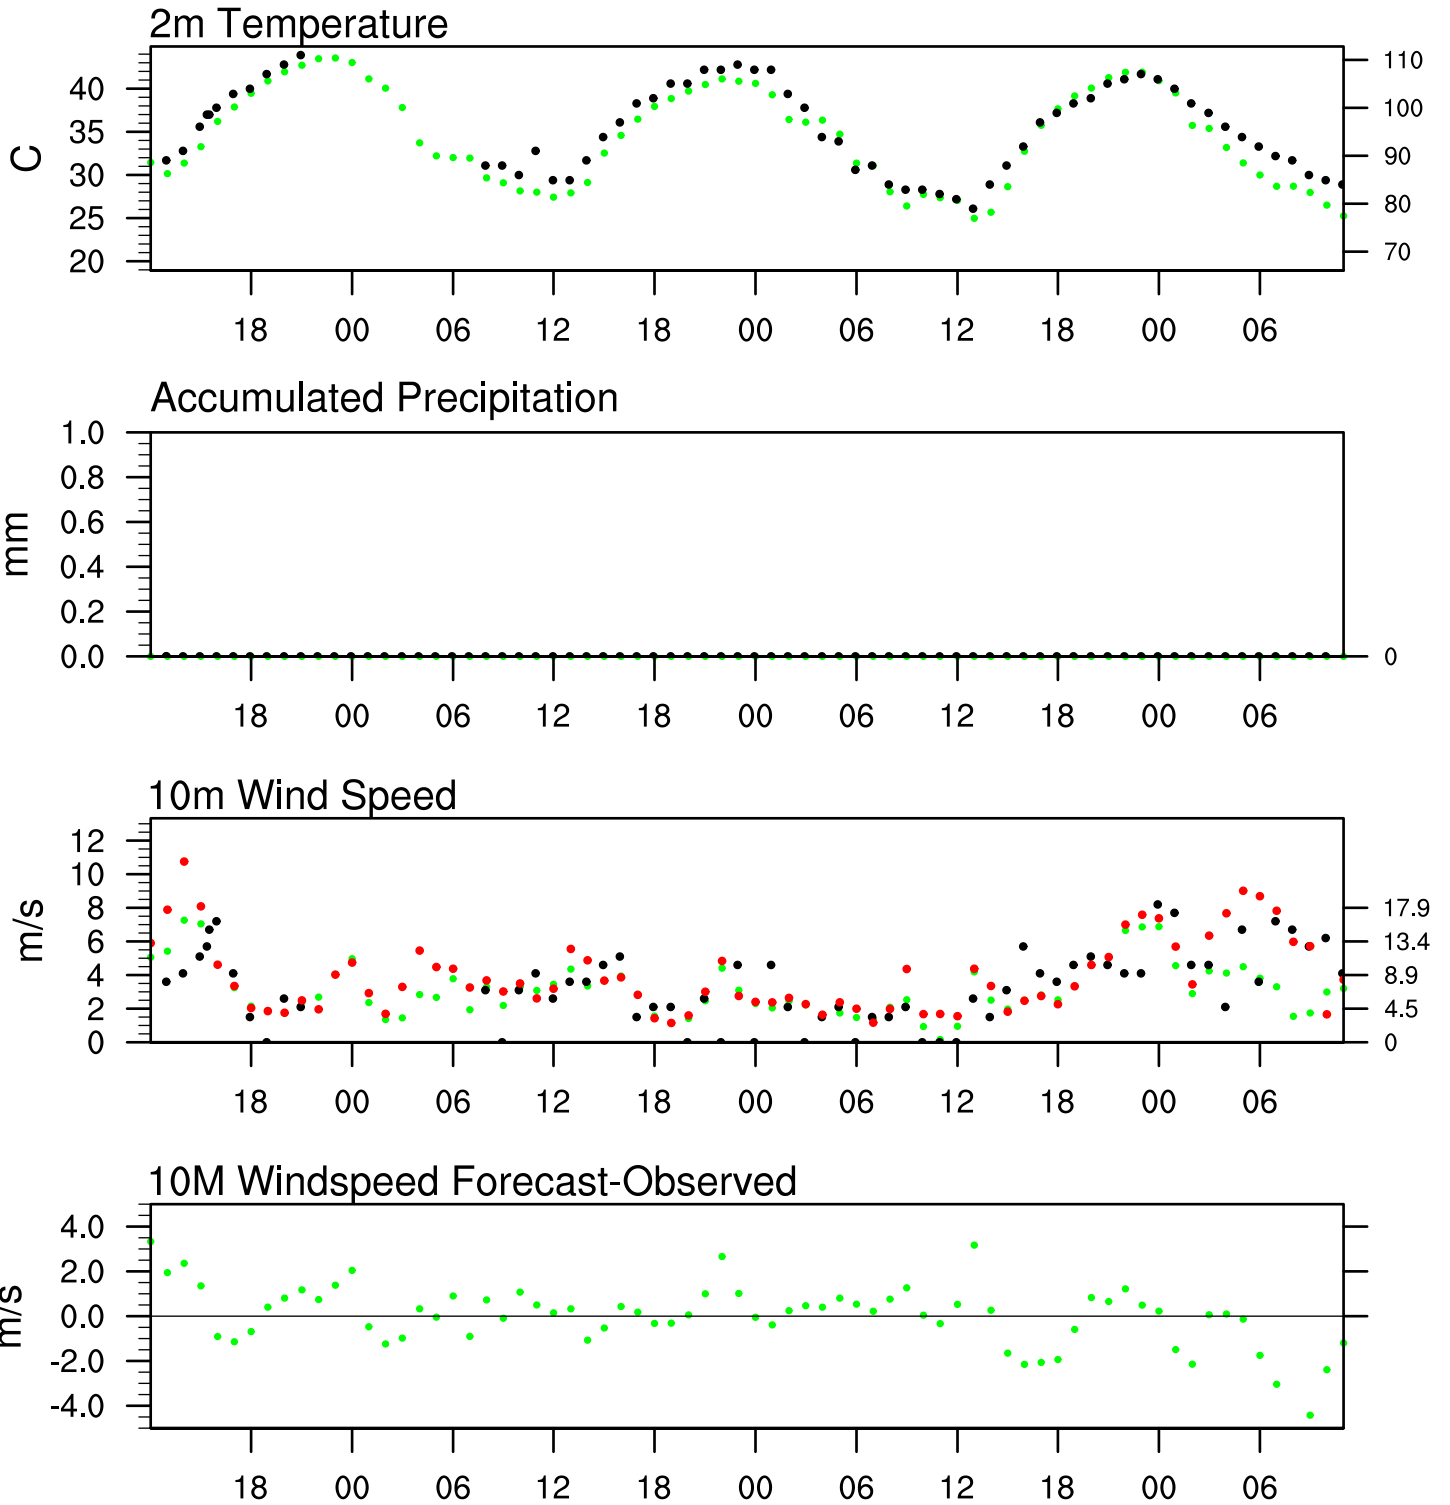 2m Temperature
C
40
35
30
25
20
110
100
90
80
70
18 00 06 12 18 00 06 12 18 00 06
Accumulated Precipitation
mm
1.0
0.8
0.6
0.4
0.2
0.0
0
18 00 06 12 18 00 06 12 18 00 06
10m Wind Speed
m/s
12
10
8
6
4
2
0
17.9
13.4
8.9
4.5
0
18 00 06 12 18 00 06 12 18 00 06
10M Windspeed Forecast-Observed
m/s
4.0
2.0
0.0
-2.0
-4.0
18 00 06 12 18 00 06 12 18 00 06